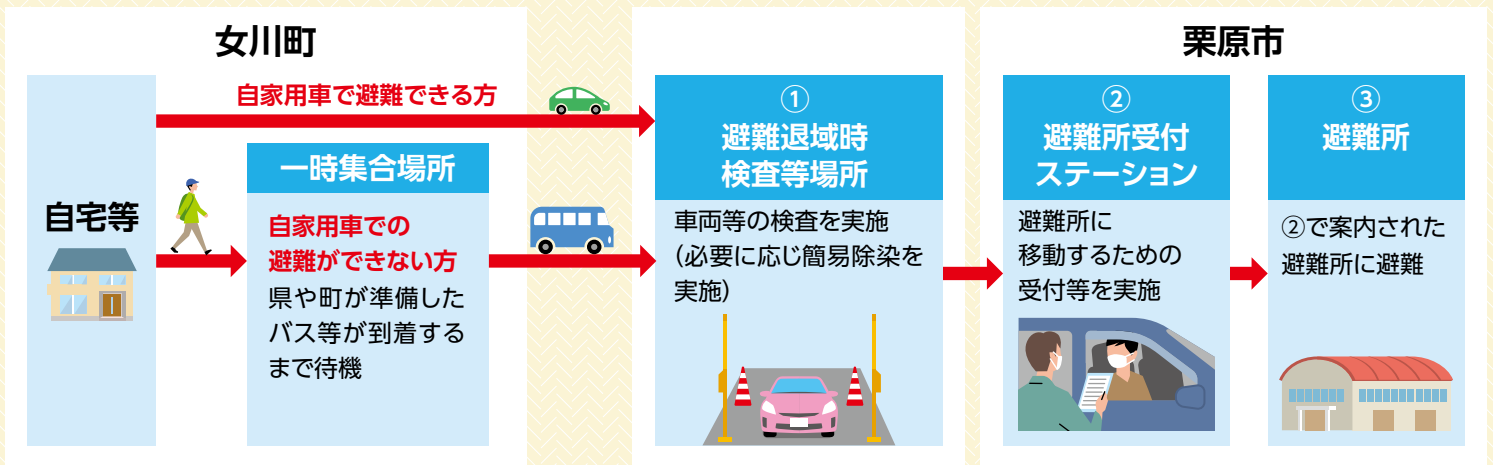 女川町
自宅等
自家用車で避難できる方
一時集合場所
自家用車での
避難ができない方
県や町が準備した
バス等が到着する
まで待機
①
避難退域時
検査等場所
車両等の検査を実施
(必要に応じ簡易除染を
実施)
栗原市
②
避難所受付
ステーション
避難所に
移動するための
受付等を実施
③
避難所
②で案内された
避難所に避難